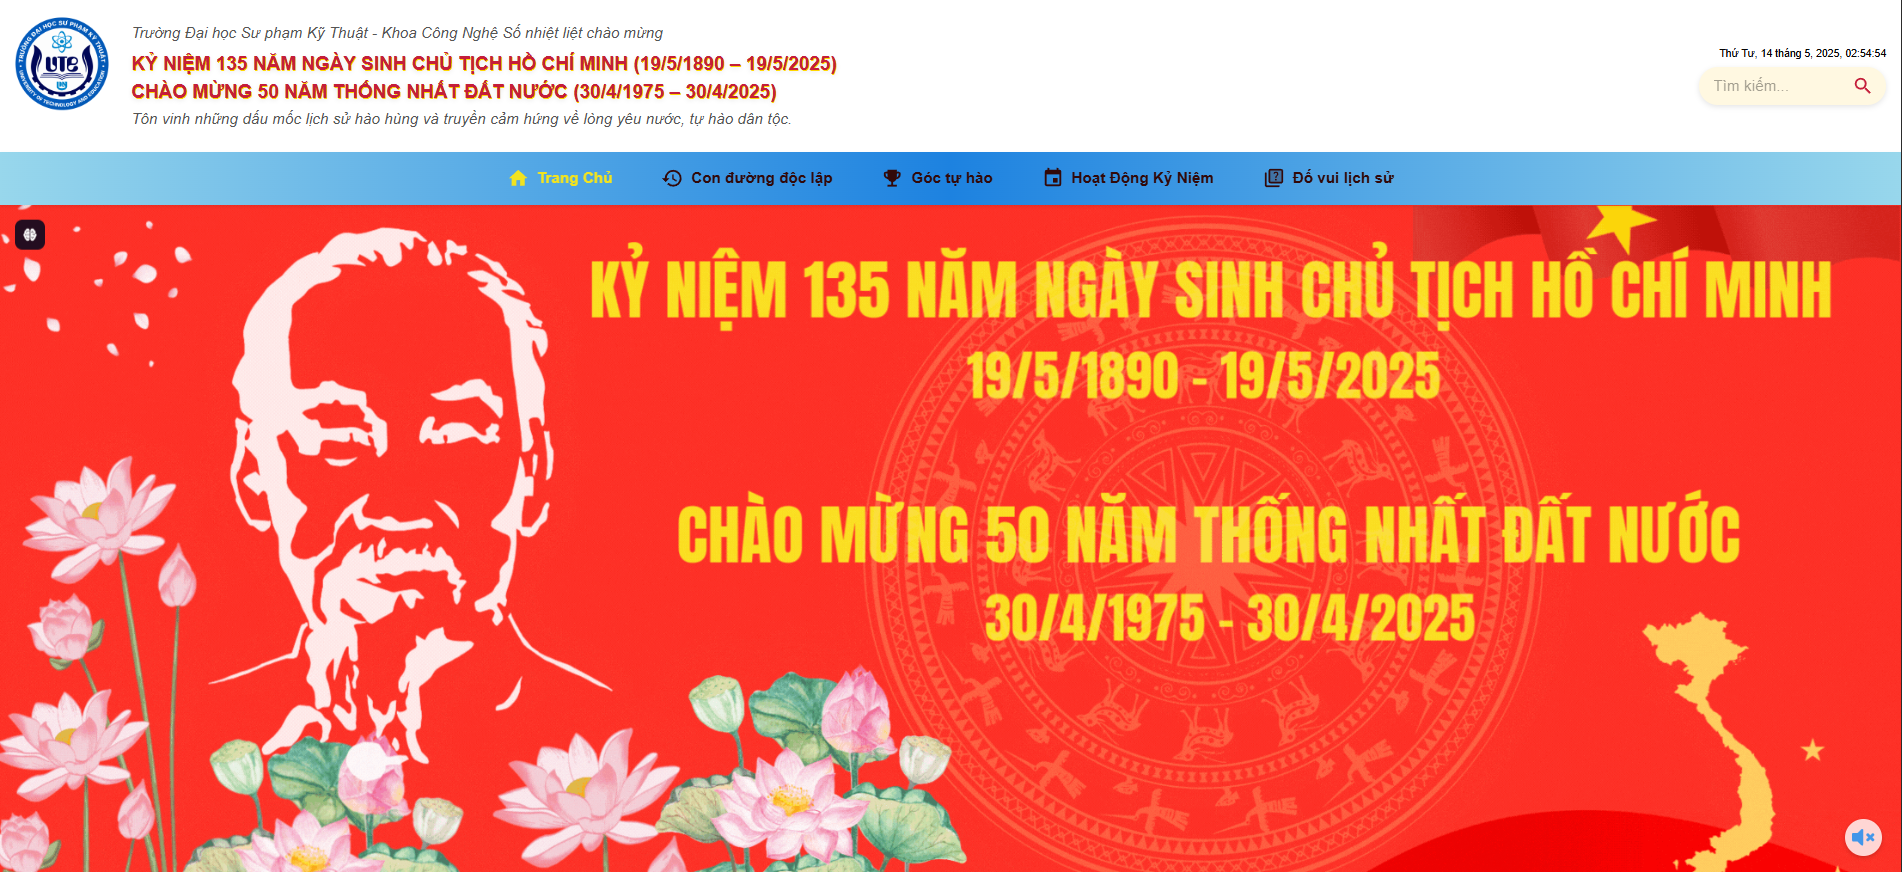 TRƯỜNG ĐẠI HỌC SƯ PHẠM KỸ THUẬT
UTE
UNIVERSITY OF TECHNOLOGY AND EDUCATION
Trường Đại học Sư phạm Kỹ Thuật - Khoa Công Nghệ Số nhiệt liệt chào mừng
KỶ NIỆM 135 NĂM NGÀY SINH CHỦ TỊCH HỒ CHÍ MINH (19/5/1890 – 19/5/2025)
CHÀO MỪNG 50 NĂM THỐNG NHẤT ĐẤT NƯỚC (30/4/1975 – 30/4/2025)
Tôn vinh những dấu mốc lịch sử hào hùng và truyền cảm hứng về lòng yêu nước, tự hào dân tộc.
Thứ Tư, 14 tháng 5, 2025, 02:54:54
Tìm kiếm...
Trang Chủ Con đường độc lập Góc tự hào Hoạt Động Kỷ Niệm Đố vui lịch sử
KỶ NIỆM 135 NĂM NGÀY SINH CHỦ TỊCH HỒ CHÍ MINH
19/5/1890 - 19/5/2025
CHÀO MỪNG 50 NĂM THỐNG NHẤT ĐẤT NƯỚC
30/4/1975 - 30/4/2025